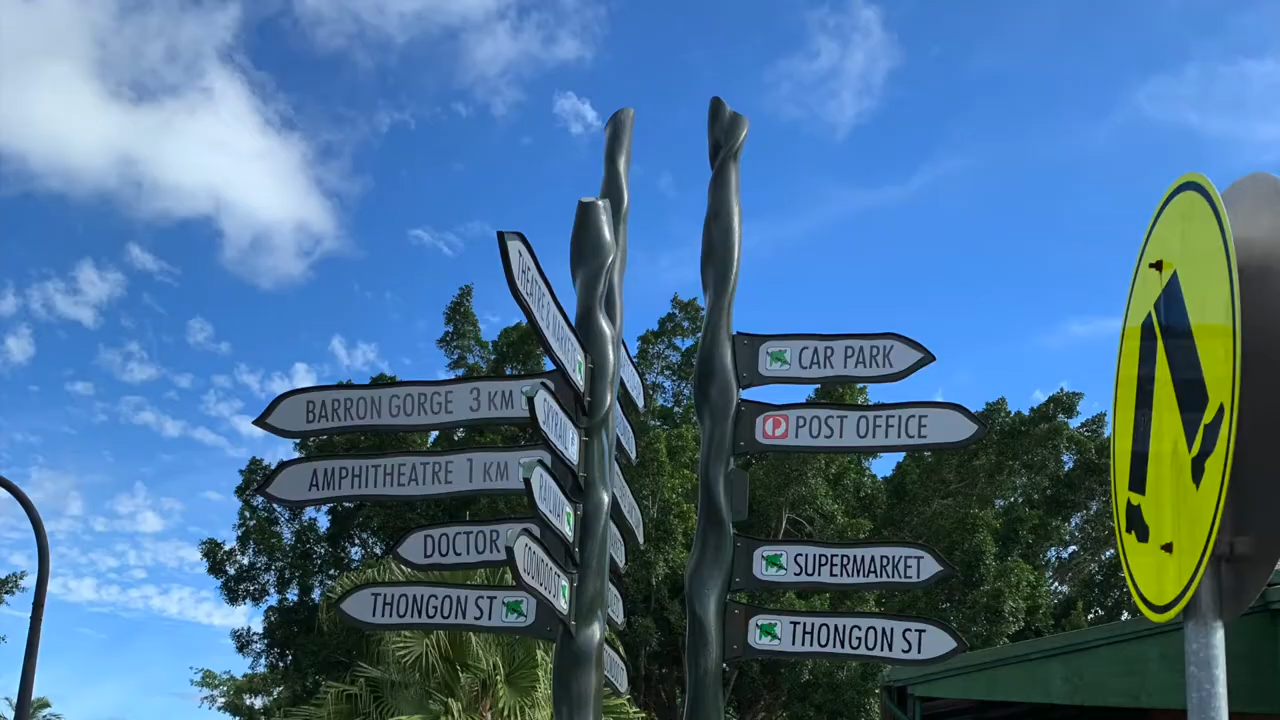 THEATRE & MARKETS
BARRON GORGE 3 KM
SKYRAIL
AMPHITHEATRE 1 KM
RAILWAY
DOCTOR
COONDOO ST
THONGON ST
CAR PARK
POST OFFICE
SUPERMARKET
THONGON ST